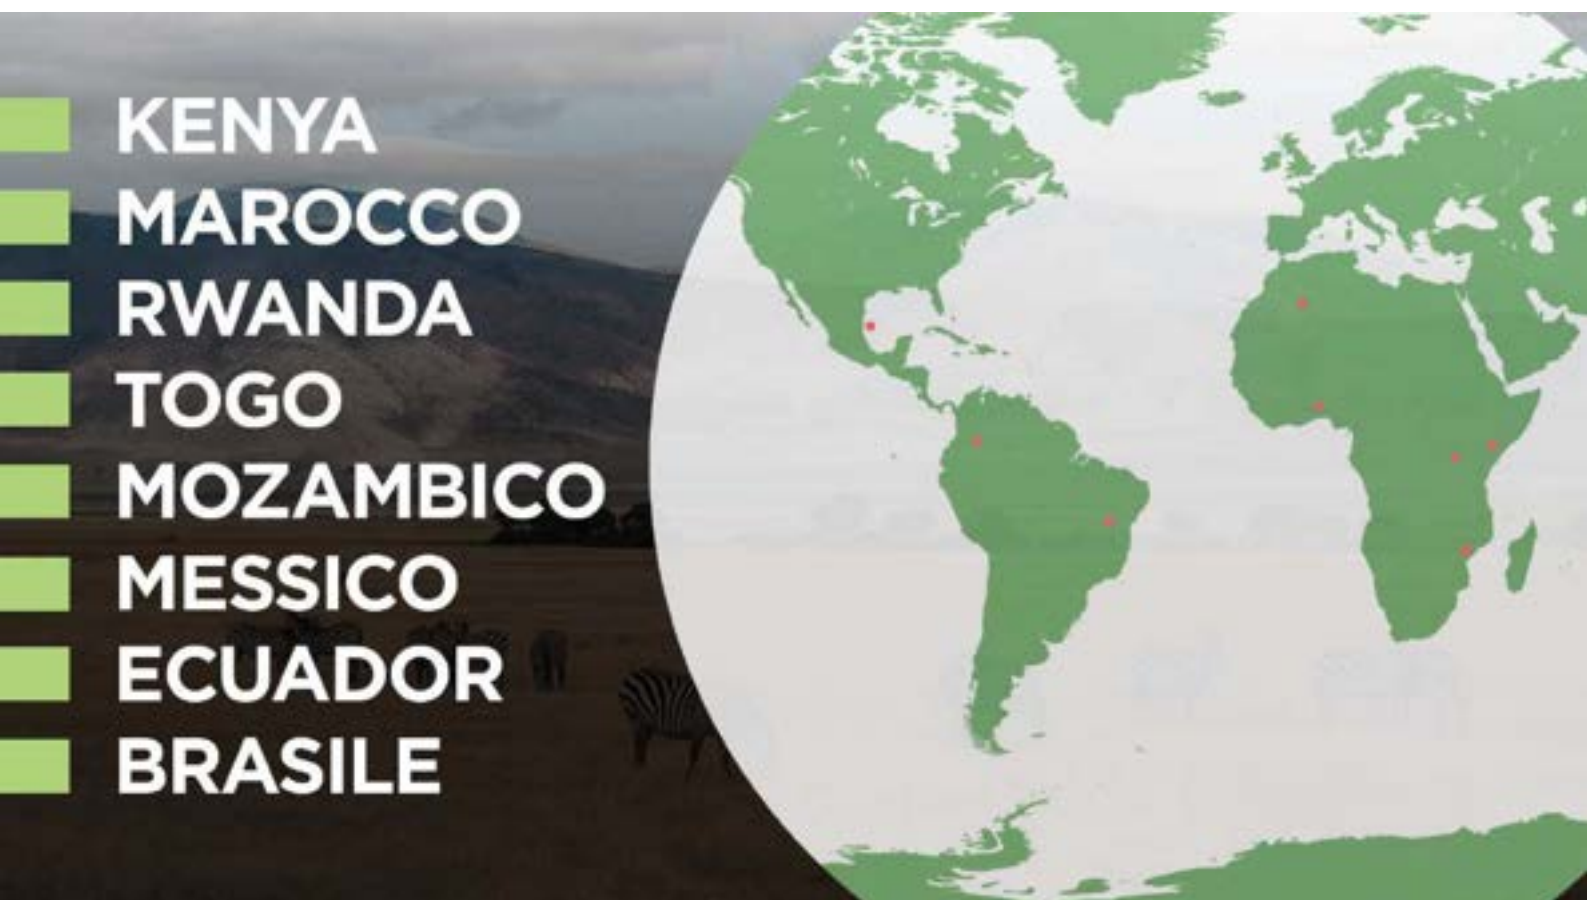 KENYA
MAROCCO
RWANDA
TOGO
MOZAMBICO
MESSICO
ECUADOR
BRASILE